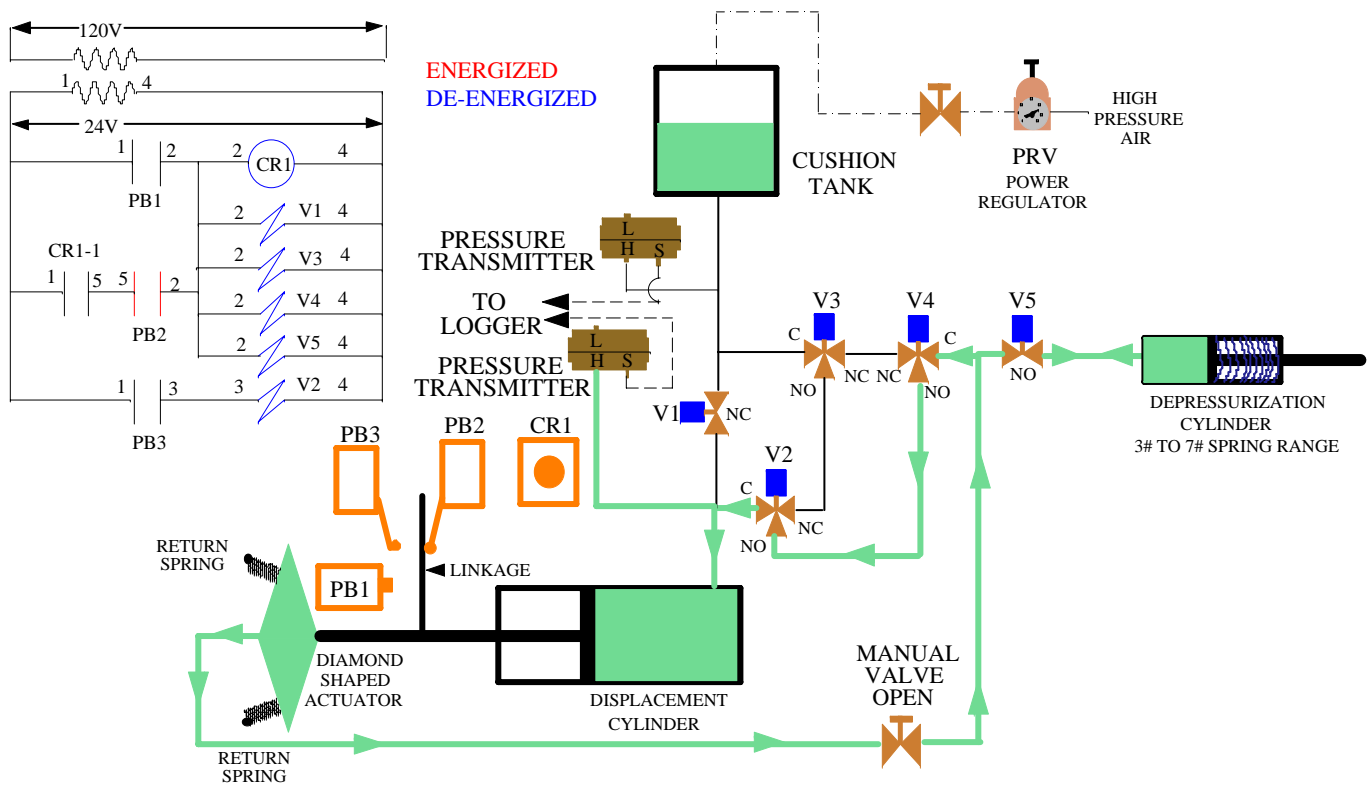 120V
1 4
24V
ENERGIZED
DE-ENERGIZED
1 2 2 CR1 4
PB1
2 V1 4
CR1-1
1 5 5 2 2 V3 4
PB2
2 V4 4
2 V5 4
1 3 3 V2 4
PB3
CUSHION
TANK
PRV
POWER
REGULATOR
HIGH
PRESSURE
AIR
PRESSURE
TRANSMITTER
L
H S
TO
LOGGER
PRESSURE
TRANSMITTER
L
H S
V1 NC
V3
C
NO
NC
V4
C
NC
NO
V5
NO
V2
C
NC
NO
DEPRESSURIZATION
CYLINDER
3# TO 7# SPRING RANGE
PB3
PB2
CR1
PB1
LINKAGE
RETURN
SPRING
DIAMOND
SHAPED
ACTUATOR
DISPLACEMENT
CYLINDER
MANUAL
VALVE
OPEN
RETURN
SPRING